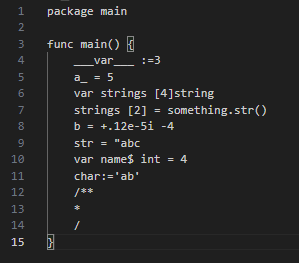 1 package main
2
3 func main() {
4 ___var___ :=3
5 a_ = 5
6 var strings [4]string
7 strings [2] = something.str()
8 b = +.12e-5i -4
9 str = "abc
10 var name$ int = 4
11 char:='ab'
12 /**
13 *
14 /
15 }